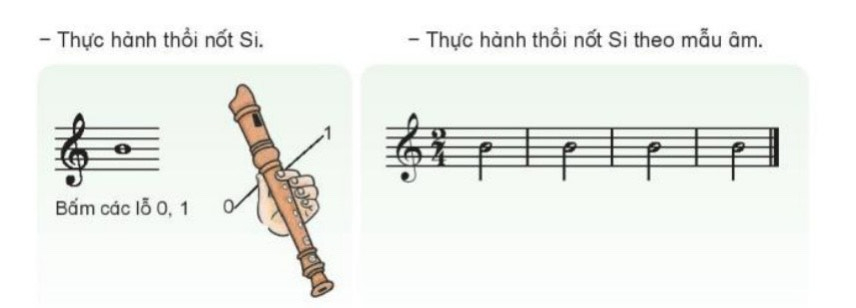 – Thực hành thổi nốt Si.
– Thực hành thổi nốt Si theo mẫu âm.
2
4
1
0
Bấm các lỗ 0, 1